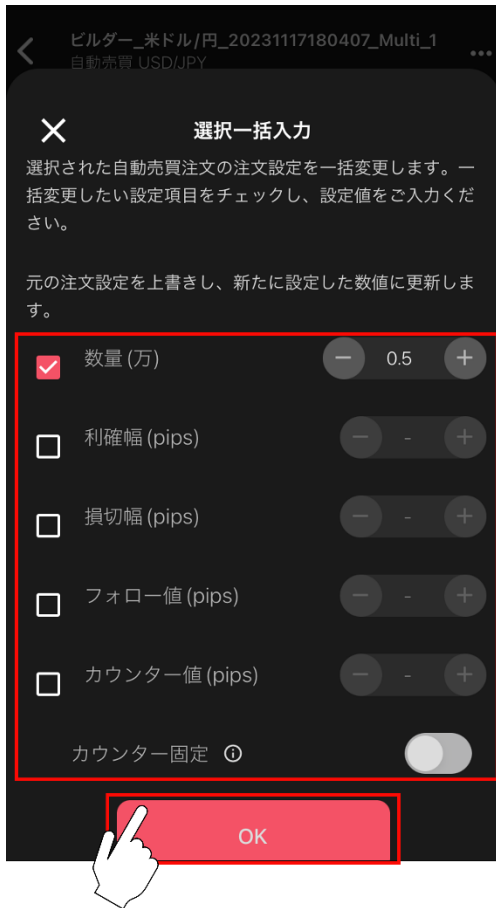 ビルダー_米ドル/円_20231117180407_Multi_1
自動売買 USD/JPY
選択一括入力
選択された自動売買注文の注文設定を一括変更します。一
括変更したい設定項目をチェックし、設定値をご入力くだ
さい。
元の注文設定を上書きし、新たに設定した数値に更新しま
す。
数量(万)
0.5
利確幅(pips)
-
損切幅(pips)
-
フォロー値(pips)
-
カウンター値(pips)
-
カウンター固定
OK